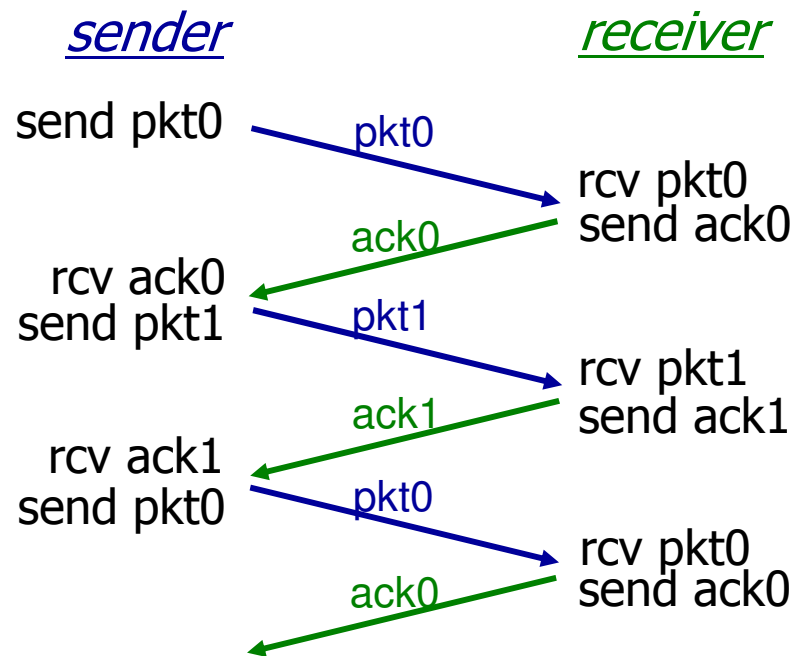 sender
receiver
send pkt0
pkt0
rcv pkt0
send ack0
ack0
rcv ack0
send pkt1
pkt1
rcv pkt1
send ack1
ack1
rcv ack1
send pkt0
pkt0
rcv pkt0
send ack0
ack0